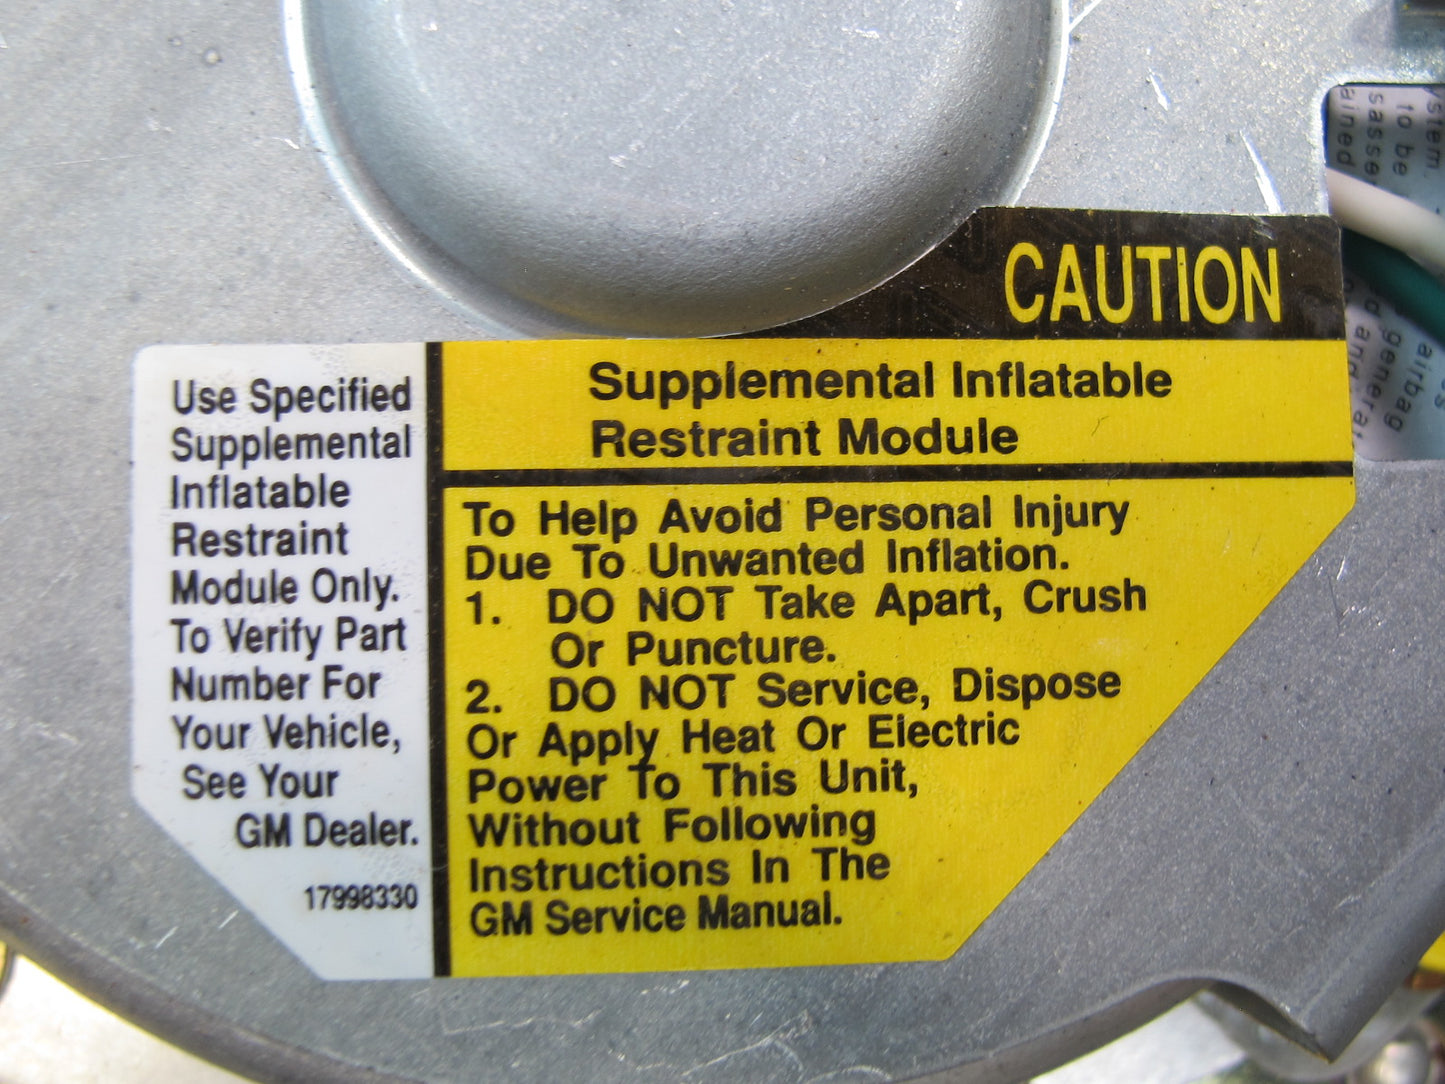 CAUTION
Supplemental Inflatable
Restraint Module
To Help Avoid Personal Injury
Due To Unwanted Inflation.
1. DO NOT Take Apart, Crush
Or Puncture.
2. DO NOT Service, Dispose
Or Apply Heat Or Electric
Power To This Unit,
Without Following
Instructions In The
GM Service Manual.
Use Specified
Supplemental
Inflatable
Restraint
Module Only.
To Verify Part
Number For
Your Vehicle,
See Your
GM Dealer.
17998330
to be
airbag